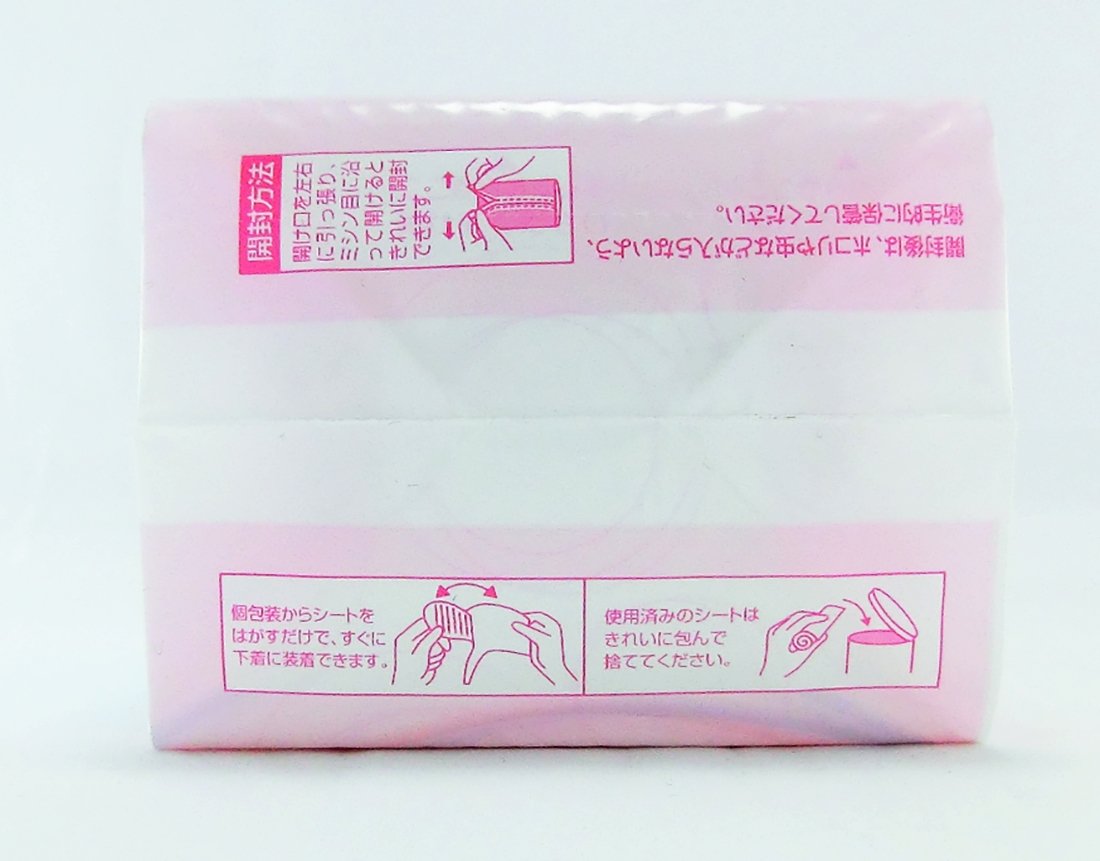 開封方法
開け口を左右
に引っ張り、
ミシン目に沿
って開けると
きれいに開封
できます。
開封後は、ホコリや虫などが入らないよう、
衛生的に保管してください。
個包装からシートを
はがすだけで、すぐに
下着に装着できます。
使用済みのシートは
きれいに包んで
捨ててください。